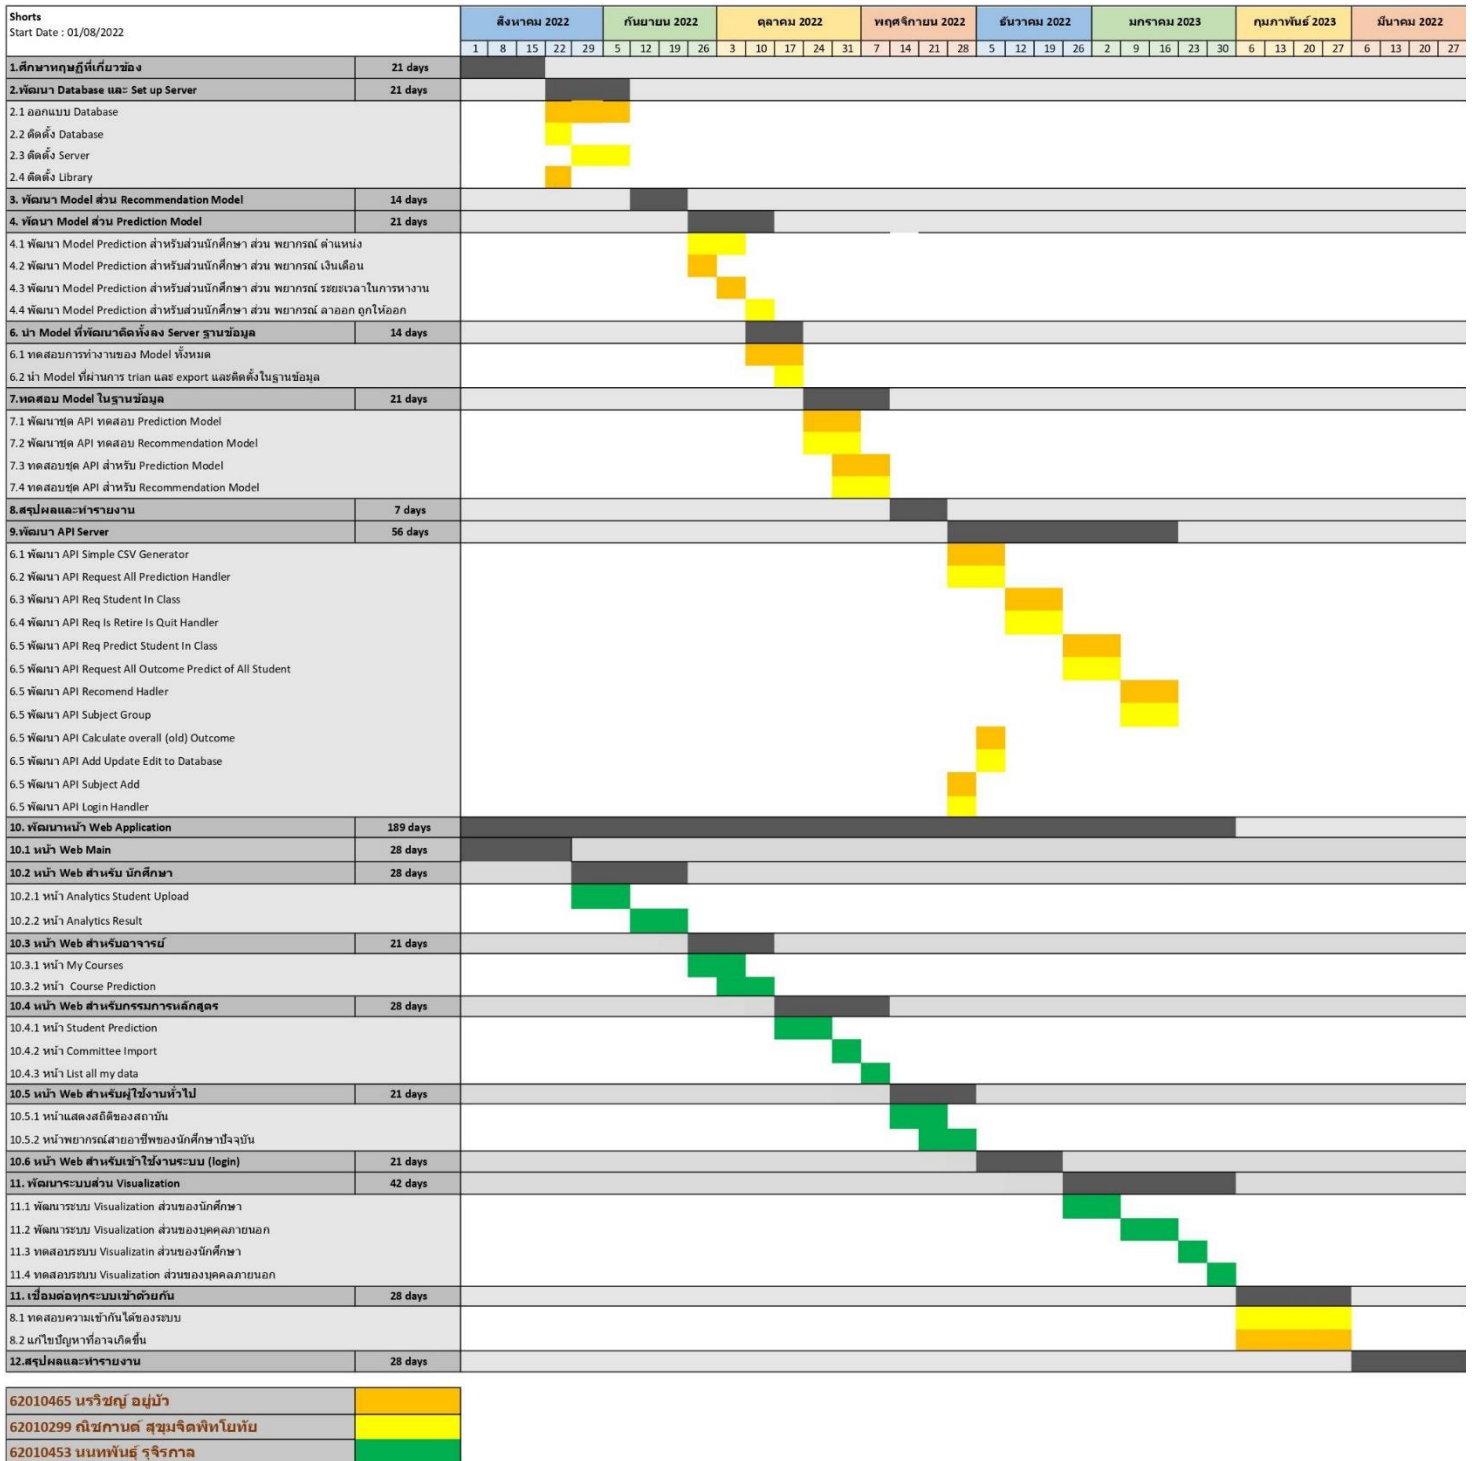 Shorts
Start Date : 01/08/2022
สิงหาคม 2022 กันยายน 2022 ตุลาคม 2022 พฤศจิกายน 2022 ธันวาคม 2022 มกราคม 2023 กุมภาพันธ์ 2023 มีนาคม 2022
1 8 15 22 29 5 12 19 26 3 10 17 24 31 7 14 21 28 5 12 19 26 2 9 16 23 30 6 13 20 27 6 13 20 27
1.ศึกษาทฤษฎีที่เกี่ยวข้อง 21 days
2.พัฒนา Database และ Set up Server 21 days
2.1 ออกแบบ Database
2.2 ติดตั้ง Database
2.3 ติดตั้ง Server
2.4 ติดตั้ง Library
3. พัฒนา Model ส่วน Recommendation Model 14 days
4. พัฒนา Model ส่วน Prediction Model 21 days
4.1 พัฒนา Model Prediction สำหรับส่วนนักศึกษา ส่วน พยากรณ์ ตำแหน่ง
4.2 พัฒนา Model Prediction สำหรับส่วนนักศึกษา ส่วน พยากรณ์ เงินเดือน
4.3 พัฒนา Model Prediction สำหรับส่วนนักศึกษา ส่วน พยากรณ์ ระยะเวลาในการหางาน
4.4 พัฒนา Model Prediction สำหรับส่วนนักศึกษา ส่วน พยากรณ์ ลาออก ถูกให้ออก
6. นำ Model ที่พัฒนาติดทั้งลง Server ฐานข้อมูล 14 days
6.1 ทดสอบการทำงานของ Model ทั้งหมด
6.2 นำ Model ที่ผ่านการ trian และ export และติดตั้งในฐานข้อมูล
7.ทดสอบ Model ในฐานข้อมูล 21 days
7.1 พัฒนาชุด API ทดสอบ Prediction Model
7.2 พัฒนาชุด API ทดสอบ Recommendation Model
7.3 ทดสอบชุด API สำหรับ Prediction Model
7.4 ทดสอบชุด API สำหรับ Recommendation Model
8.สรุปผลและทำรายงาน 7 days
9.พัฒนา API Server 56 days
6.1 พัฒนา API Simple CSV Generator
6.2 พัฒนา API Request All Prediction Handler
6.3 พัฒนา API Req Student In Class
6.4 พัฒนา API Req Is Retire Is Quit Handler
6.5 พัฒนา API Req Predict Student In Class
6.5 พัฒนา API Request All Outcome Predict of All Student
6.5 พัฒนา API Recomend Hadler
6.5 พัฒนา API Subject Group
6.5 พัฒนา API Calculate overall (old) Outcome
6.5 พัฒนา API Add Update Edit to Database
6.5 พัฒนา API Subject Add
6.5 พัฒนา API Login Handler
10. พัฒนาหน้า Web Application 189 days
10.1 หน้า Web Main 28 days
10.2 หน้า Web สำหรับ นักศึกษา 28 days
10.2.1 หน้า Analytics Student Upload
10.2.2 หน้า Analytics Result
10.3 หน้า Web สำหรับอาจารย์ 21 days
10.3.1 หน้า My Courses
10.3.2 หน้า Course Prediction
10.4 หน้า Web สำหรับกรรมการหลักสูตร 28 days
10.4.1 หน้า Student Prediction
10.4.2 หน้า Committee Import
10.4.3 หน้า List all my data
10.5 หน้า Web สำหรับผู้ใช้งานทั่วไป 21 days
10.5.1 หน้าแสดงสถิติของสถาบัน
10.5.2 หน้าพยากรณ์สายอาชีพของนักศึกษาปัจจุบัน
10.6 หน้า Web สำหรับเข้าใช้งานระบบ (login) 21 days
11. พัฒนาระบบส่วน Visualization 42 days
11.1 พัฒนาระบบ Visualization ส่วนของนักศึกษา
11.2 พัฒนาระบบ Visualization ส่วนของบุคคลภายนอก
11.3 ทดสอบระบบ Visualizatin ส่วนของนักศึกษา
11.4 ทดสอบระบบ Visualization ส่วนของบุคคลภายนอก
11. เชื่อมต่อทุกระบบเข้าด้วยกัน 28 days
8.1 ทดสอบความเข้ากันได้ของระบบ
8.2 แก้ไขปัญหาที่อาจเกิดขึ้น
12.สรุปผลและทำรายงาน 28 days
62010465 นรวิชญ์ อยู่บัว
62010299 ณิชกานต์ สุขุมจิตพิทโยทัย
62010453 นนทพันธุ์ รุจิรกาล